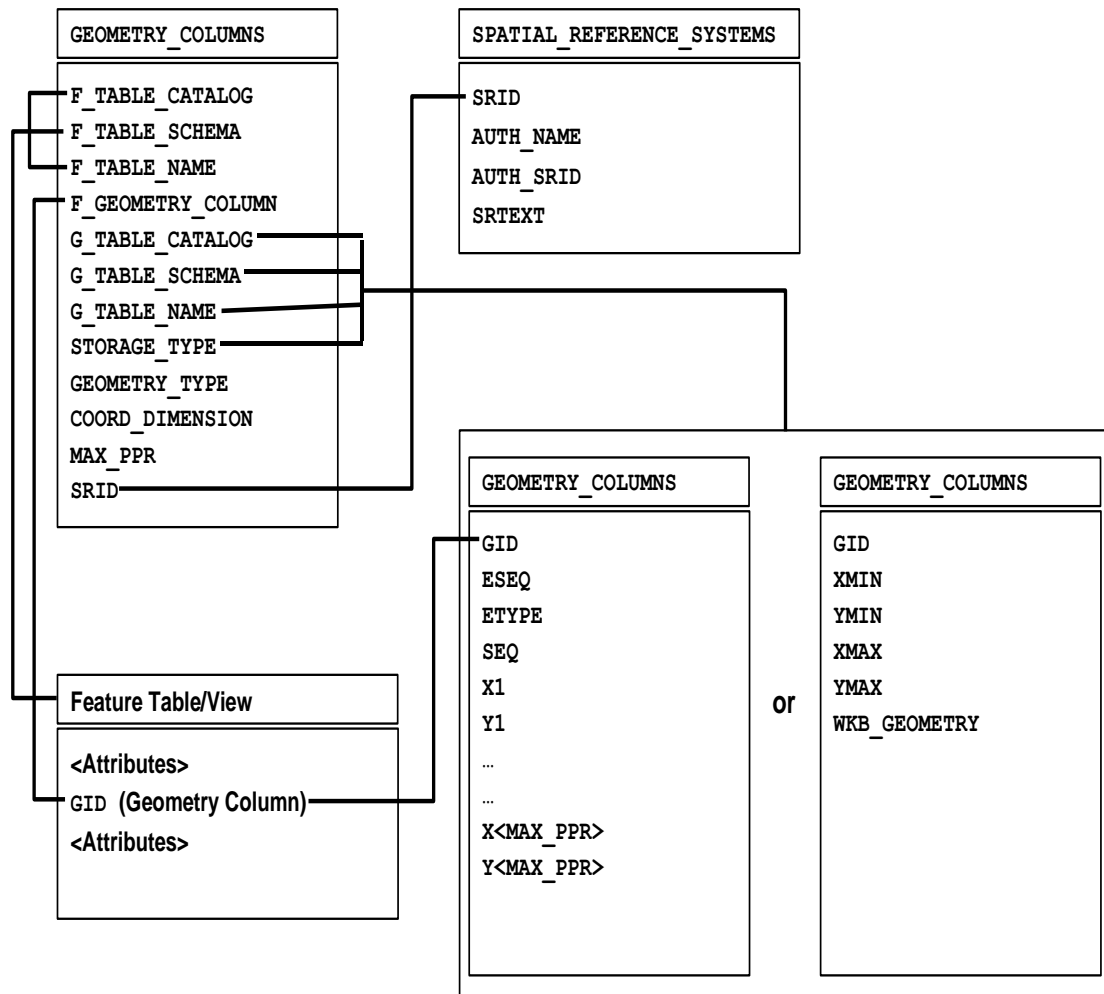 GEOMETRY_COLUMNS
F_TABLE_CATALOG
F_TABLE_SCHEMA
F_TABLE_NAME
F_GEOMETRY_COLUMN
G_TABLE_CATALOG
G_TABLE_SCHEMA
G_TABLE_NAME
STORAGE_TYPE
GEOMETRY_TYPE
COORD_DIMENSION
MAX_PPR
SRID
SPATIAL_REFERENCE_SYSTEMS
SRID
AUTH_NAME
AUTH_SRID
SRTEXT
Feature Table/View
<Attributes>
GID (Geometry Column)
<Attributes>
GEOMETRY_COLUMNS
GID
ESEQ
ETYPE
SEQ
X1
Y1
…
…
X<MAX_PPR>
Y<MAX_PPR>
or
GEOMETRY_COLUMNS
GID
XMIN
YMIN
XMAX
YMAX
WKB_GEOMETRY